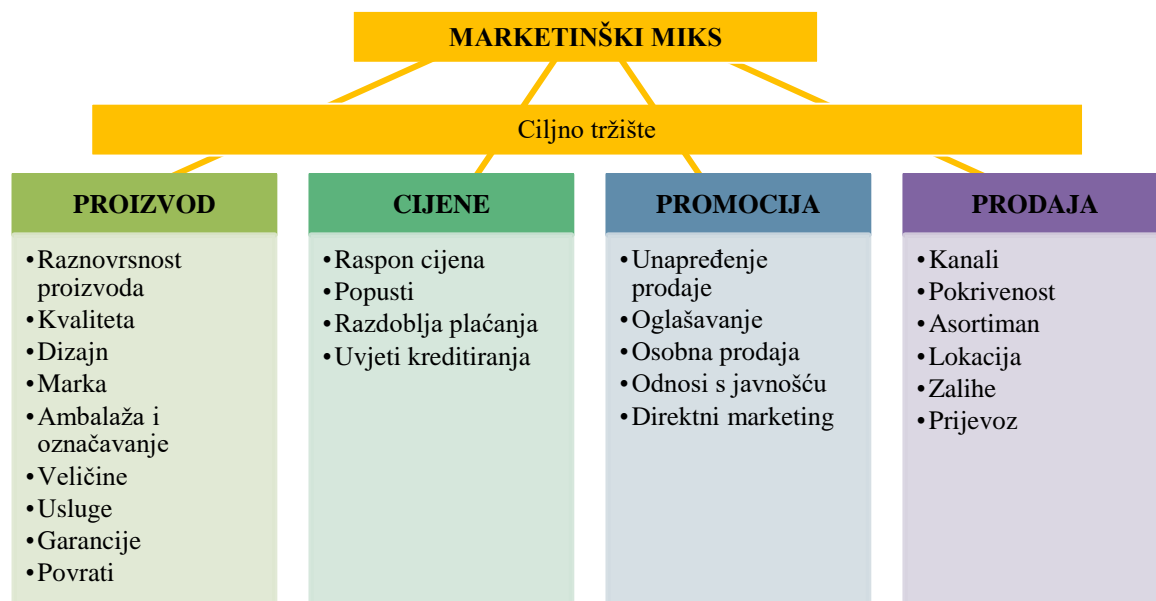 MARKETINŠKI MIKS
Ciljno tržište
PROIZVOD
•Raznovrsnost
proizvoda
•Kvaliteta
•Dizajn
•Marka
•Ambalaža i
označavanje
•Veličine
•Usluge
•Garancije
•Povrati
CIJENE
•Raspon cijena
•Popusti
•Razdoblja plaćanja
•Uvjeti kreditiranja
PROMOCIJA
•Unapređenje
prodaje
•Oglašavanje
•Osobna prodaja
•Odnosi s javnošću
•Direktni marketing
PRODAJA
•Kanali
•Pokrivenost
•Asortiman
•Lokacija
•Zalihe
•Prijevoz